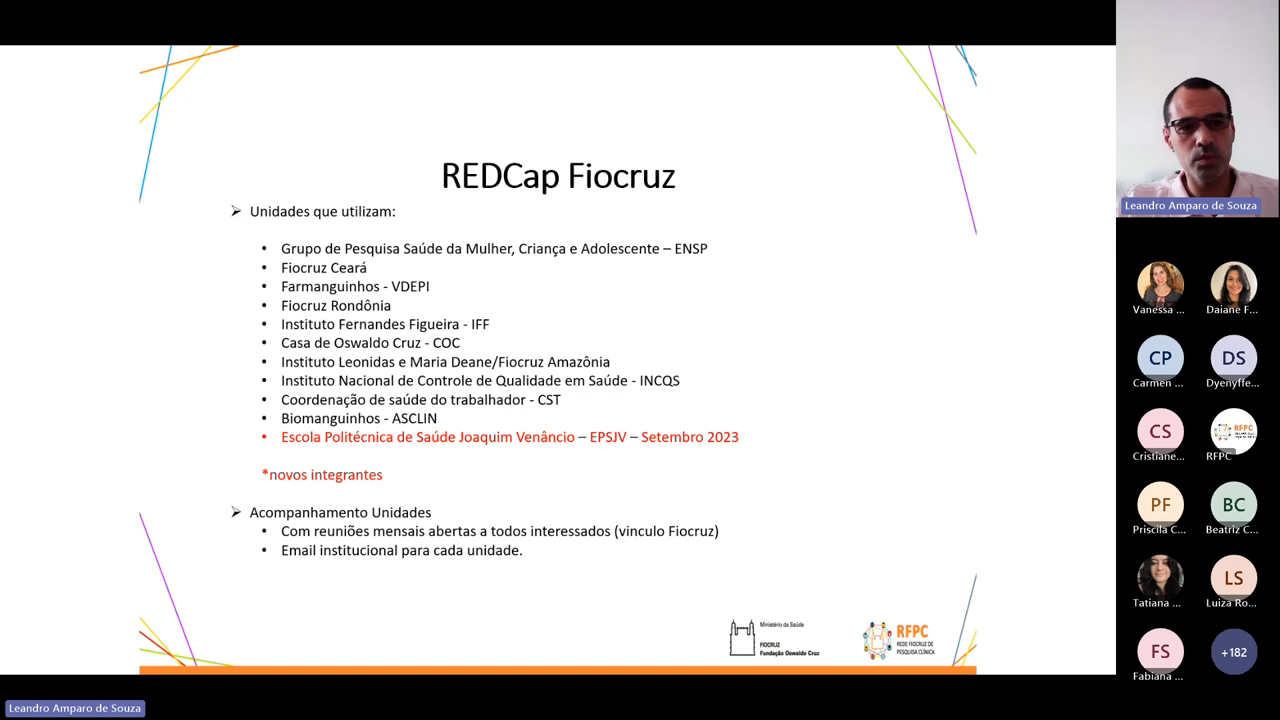 REDCap Fiocruz
➢ Unidades que utilizam:
• Grupo de Pesquisa Saúde da Mulher, Criança e Adolescente – ENSP
• Fiocruz Ceará
• Farmanguinhos - VDEPI
• Fiocruz Rondônia
• Instituto Fernandes Figueira - IFF
• Casa de Oswaldo Cruz - COC
• Instituto Leonidas e Maria Deane/Fiocruz Amazônia
• Instituto Nacional de Controle de Qualidade em Saúde - INCQS
• Coordenação de saúde do trabalhador - CST
• Biomanguinhos - ASCLIN
• Escola Politécnica de Saúde Joaquim Venâncio – EPSJV – Setembro 2023
*novos integrantes
➢ Acompanhamento Unidades
• Com reuniões mensais abertas a todos interessados (vinculo Fiocruz)
• Email institucional para cada unidade.
Ministério da Saúde
FIOCRUZ
Fundação Oswaldo Cruz
RFPC
REDE FIOCRUZ DE
PESQUISA CLÍNICA
Leandro Amparo de Souza
Vanessa ...
Daiane F...
CP
Carmen ...
DS
Dyenyffe...
CS
Cristiane...
RFPC
RFPC
PF
Priscila C...
BC
Beatriz C...
Tatiana ...
LS
Luiza Ro...
FS
Fabiana ...
+182
Leandro Amparo de Souza